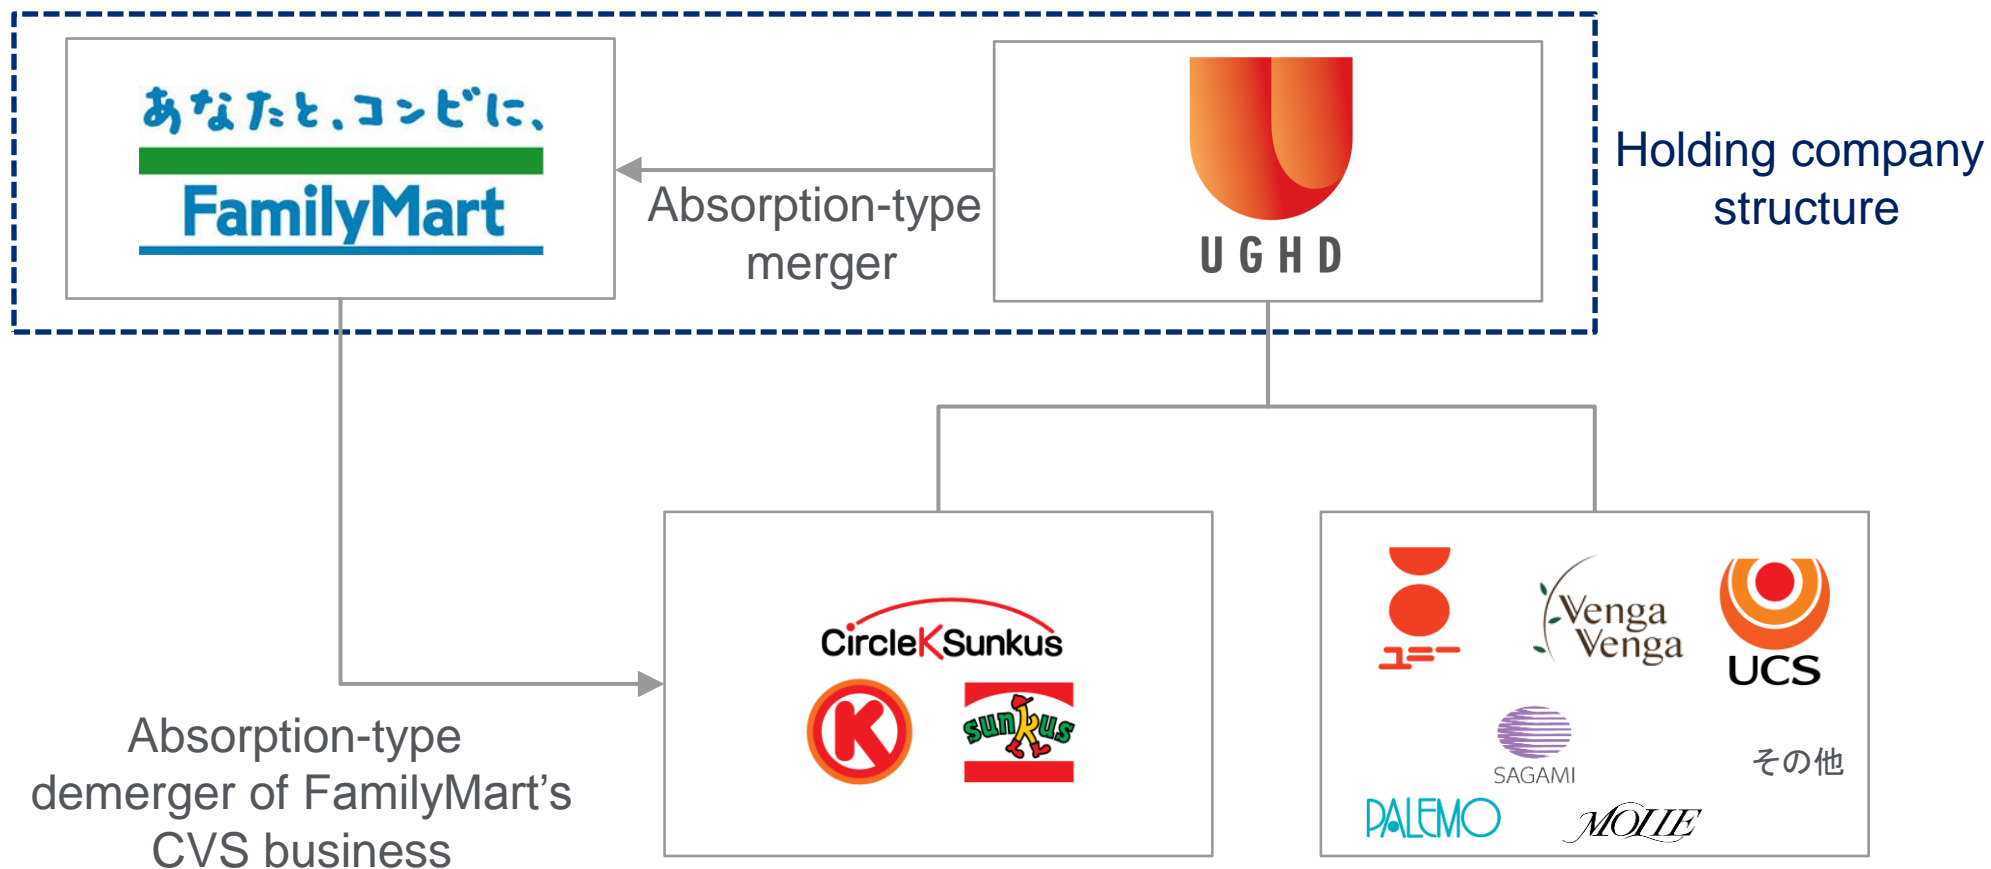 あなたと、コンビに、
FamilyMart
Absorption-type
merger
UGHD
Holding company
structure
Absorption-type
demerger of FamilyMart’s
CVS business
CircleKSunkus
K
sunkus
ユニー
Venga
Venga
UCS
SAGAMI
その他
PALEMO
MOLIE